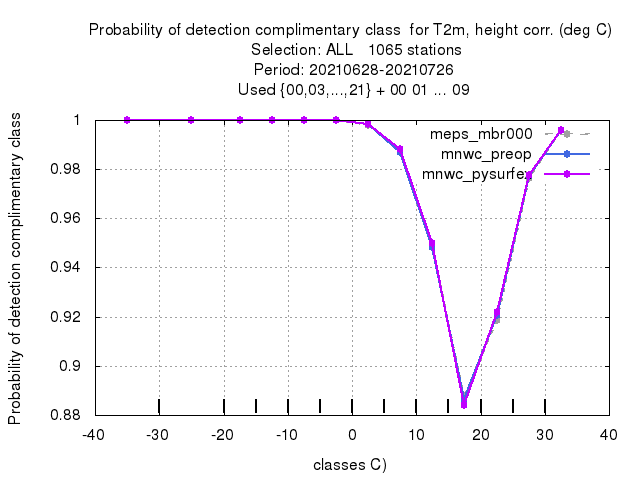 Probability of detection complimentary class  for T2m, height corr. (deg C)
Selection: ALL   1065 stations
Period: 20210628-20210726
Used {00,03,...,21} + 00 01 ... 09
Probability of detection complimentary class
1
0.98
0.96
0.94
0.92
0.9
0.88
meps_mbr000
mnwc_preop
mnwc_pysurfex
-40 -30 -20 -10 0 10 20 30 40
classes C)